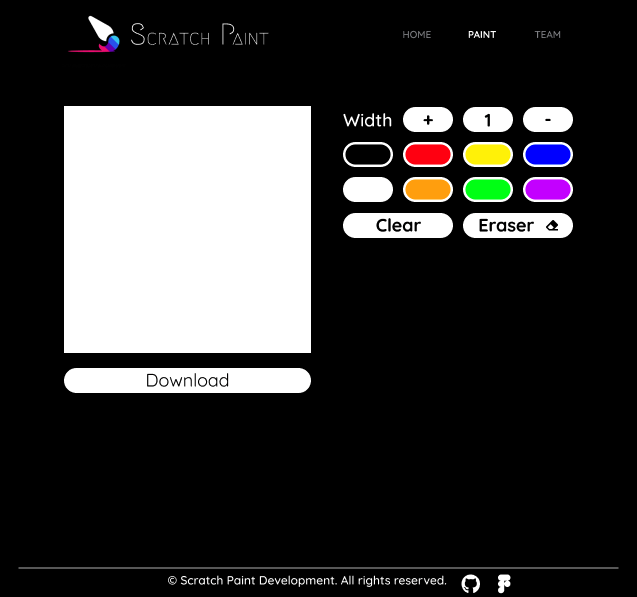 Scratch Paint
HOME PAINT TEAM
Width + 1 -
Clear Eraser
Download
© Scratch Paint Development. All rights reserved.